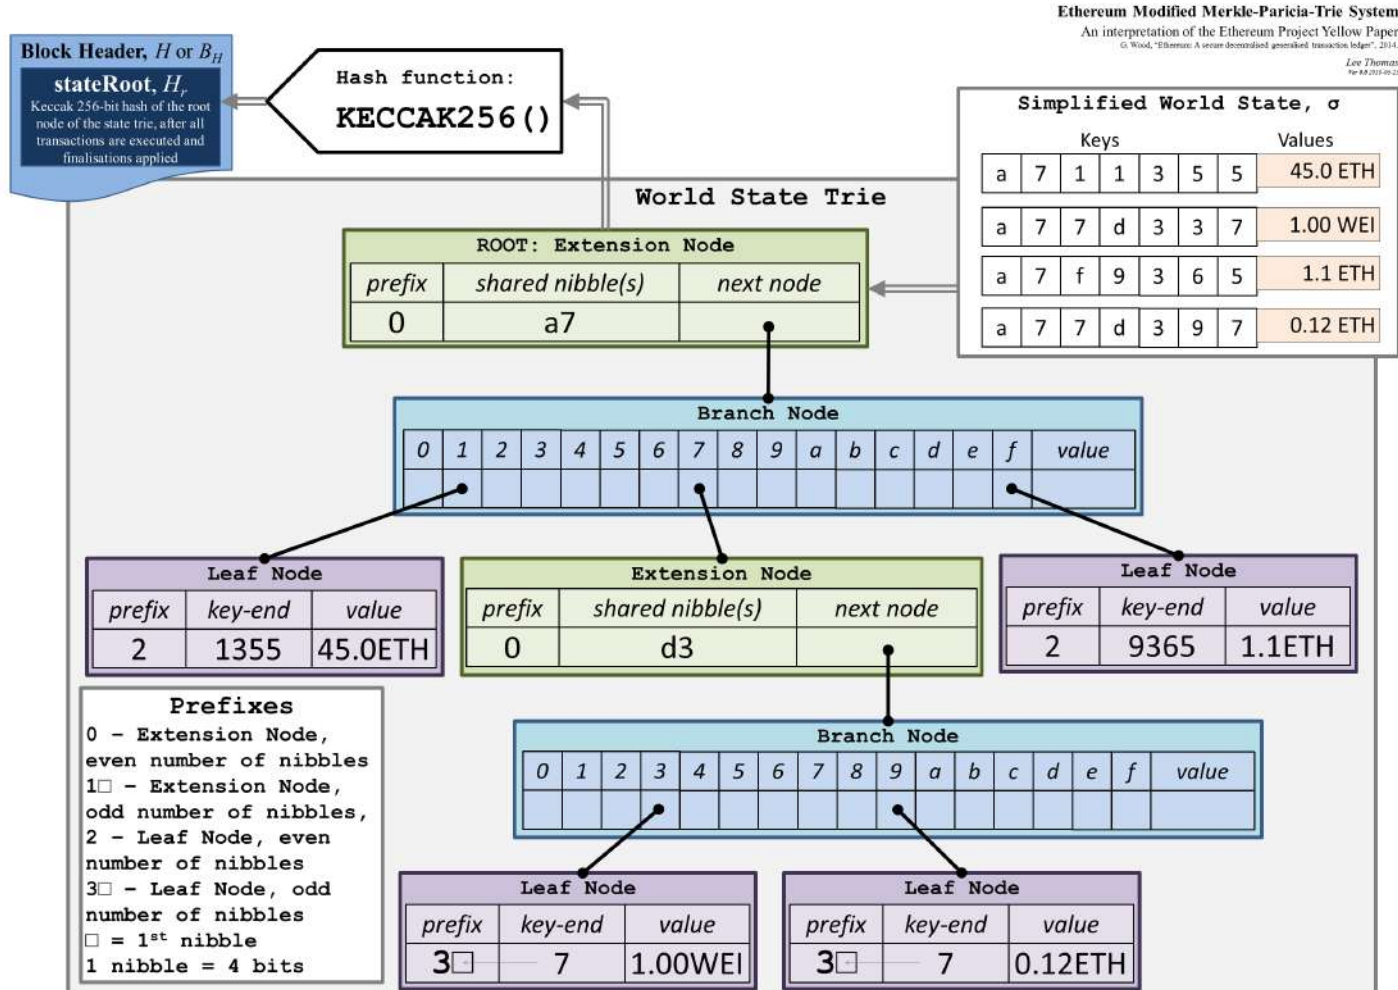 Ethereum Modified Merkle-Paricia-Trie System
An interpretation of the Ethereum Project Yellow Paper
G. Wood, "Ethereum: A secure decentralised generalised transaction ledger", 2014.
Lee Thomas
Block Header, H or B_H
stateRoot, H_r
Keccak 256-bit hash of the root
node of the state trie, after all
transactions are executed and
finalisations applied
Hash function:
KECCAK256()
Simplified World State, σ
Keys Values
a 7 1 1 3 5 5 45.0 ETH
a 7 7 d 3 3 7 1.00 WEI
a 7 f 9 3 6 5 1.1 ETH
a 7 7 d 3 9 7 0.12 ETH
World State Trie
ROOT: Extension Node
prefix shared nibble(s) next node
0 a7
Branch Node
0 1 2 3 4 5 6 7 8 9 a b c d e f value
Leaf Node
prefix key-end value
2 1355 45.0ETH
Extension Node
prefix shared nibble(s) next node
0 d3
Leaf Node
prefix key-end value
2 9365 1.1ETH
Prefixes
0 – Extension Node,
even number of nibbles
1□ – Extension Node,
odd number of nibbles,
2 – Leaf Node, even
number of nibbles
3□ – Leaf Node, odd
number of nibbles
□ = 1st nibble
1 nibble = 4 bits
Branch Node
0 1 2 3 4 5 6 7 8 9 a b c d e f value
Leaf Node
prefix key-end value
3□ 7 1.00WEI
Leaf Node
prefix key-end value
3□ 7 0.12ETH